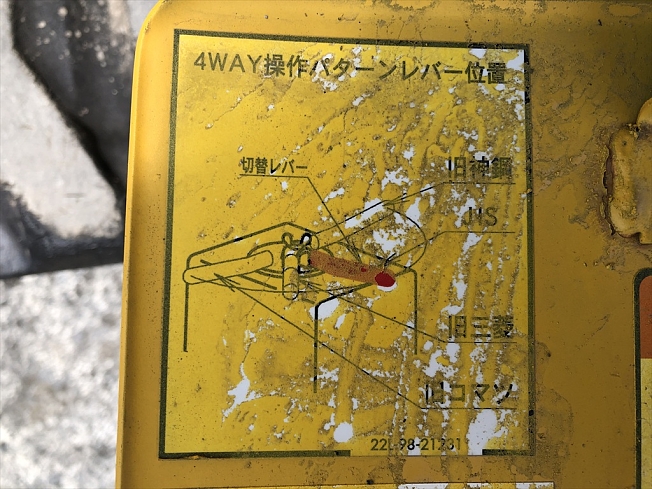 4WAY操作パターンレバー位置
切替レバー
旧神鋼
JIS
旧三菱
旧コマツ
22L-98-21231